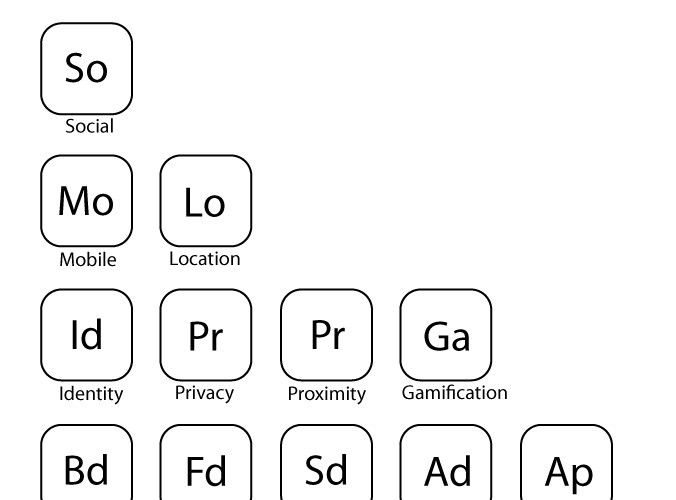 So
Social
Mo Lo
Mobile Location
Id Pr Pr Ga
Identity Privacy Proximity Gamification
Bd Fd Sd Ad Ap